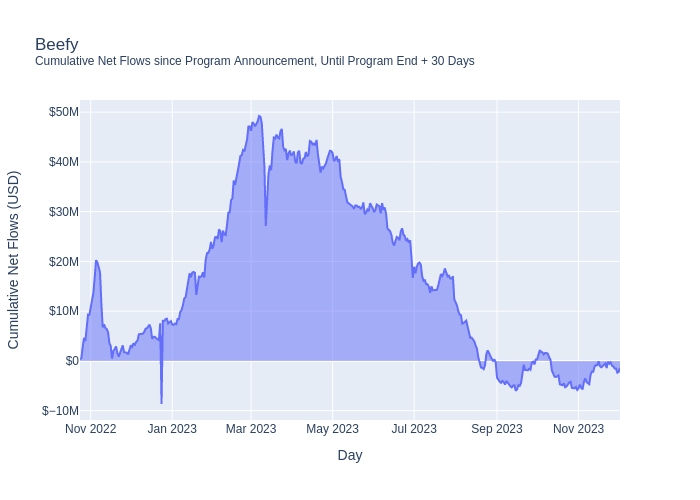 Beefy
Cumulative Net Flows since Program Announcement, Until Program End + 30 Days
Cumulative Net Flows (USD)
$50M
$40M
$30M
$20M
$10M
$0
$−10M
Nov 2022
Jan 2023
Mar 2023
May 2023
Jul 2023
Sep 2023
Nov 2023
Day